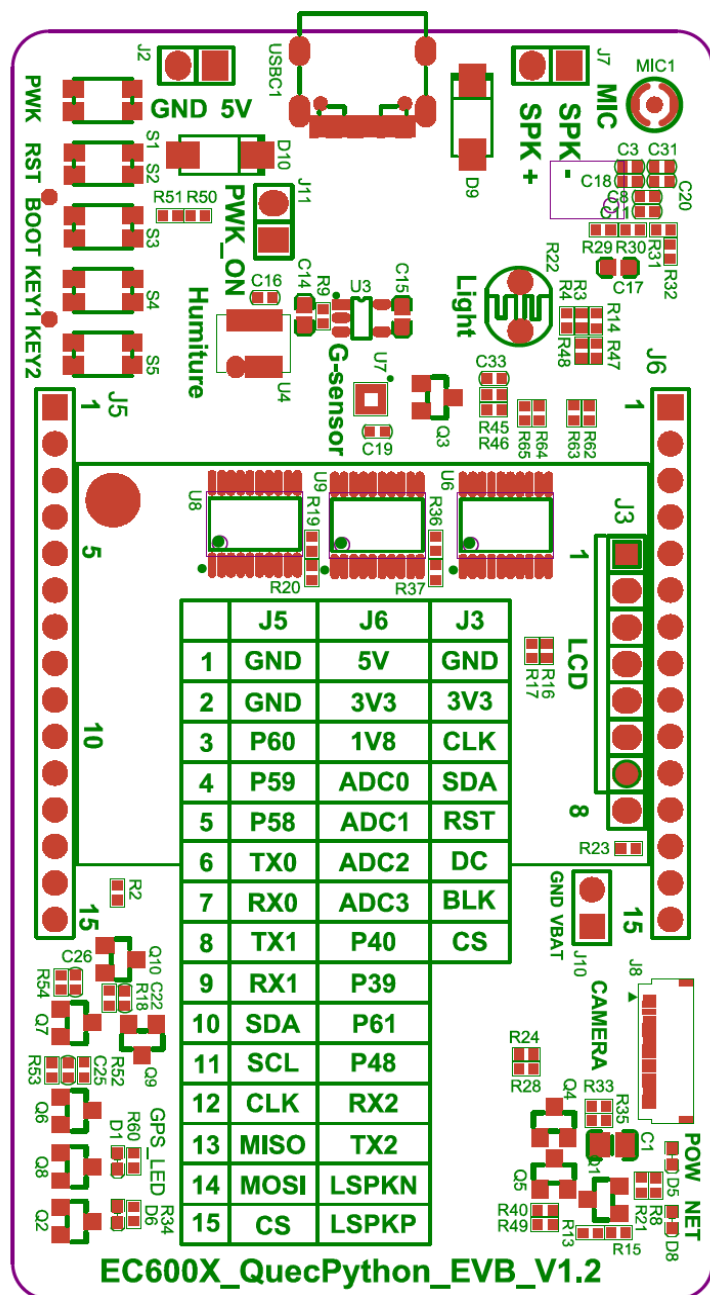 J2
USBC1
J7
MIC1
PWK
GND 5V
SPK +
SPK -
MIC
S1
D10
D9
C3 C31
RST
S2
C18
C20
R51 R50
J11
PWK_ON
C8
C11
BOOT
S3
R29 R30 R31 R32
KEY1
S4
C16
C14
R9
U3
C15
Light
R22
C17
R4 R3 R14
Humiture
KEY2
S5
U4
G-sensor
U7
R48 R47
C33
J5
J6
1
Q3
R45
R46
R65 R64
R63 R62
1
C19
U8
U9
U6
R19
R36
J3
5
R20
R37
1
J5 J6 J3
1 GND 5V GND
2 GND 3V3 3V3
3 P60 1V8 CLK
4 P59 ADC0 SDA
5 P58 ADC1 RST
6 TX0 ADC2 DC
7 RX0 ADC3 BLK
8 TX1 P40 CS
9 RX1 P39
10 SDA P61
11 SCL P48
12 CLK RX2
13 MISO TX2
14 MOSI LSPKN
15 CS LSPKP
R17 R16
LCD
10
8
R23
R2
GND VBAT
15
15
J10
C26
Q10
J8
R54
R18 C22
CAMERA
Q7
Q9
R24
R28
R53
C25 R52
Q4
R33
R35
Q6
GPS_LED
C1
D1 R60
Q1
POW
Q8
Q5
D5
R21 R8
NET
Q2
D6 R34
R40
R49
R13
R15
D8
EC600X_QuecPython_EVB_V1.2